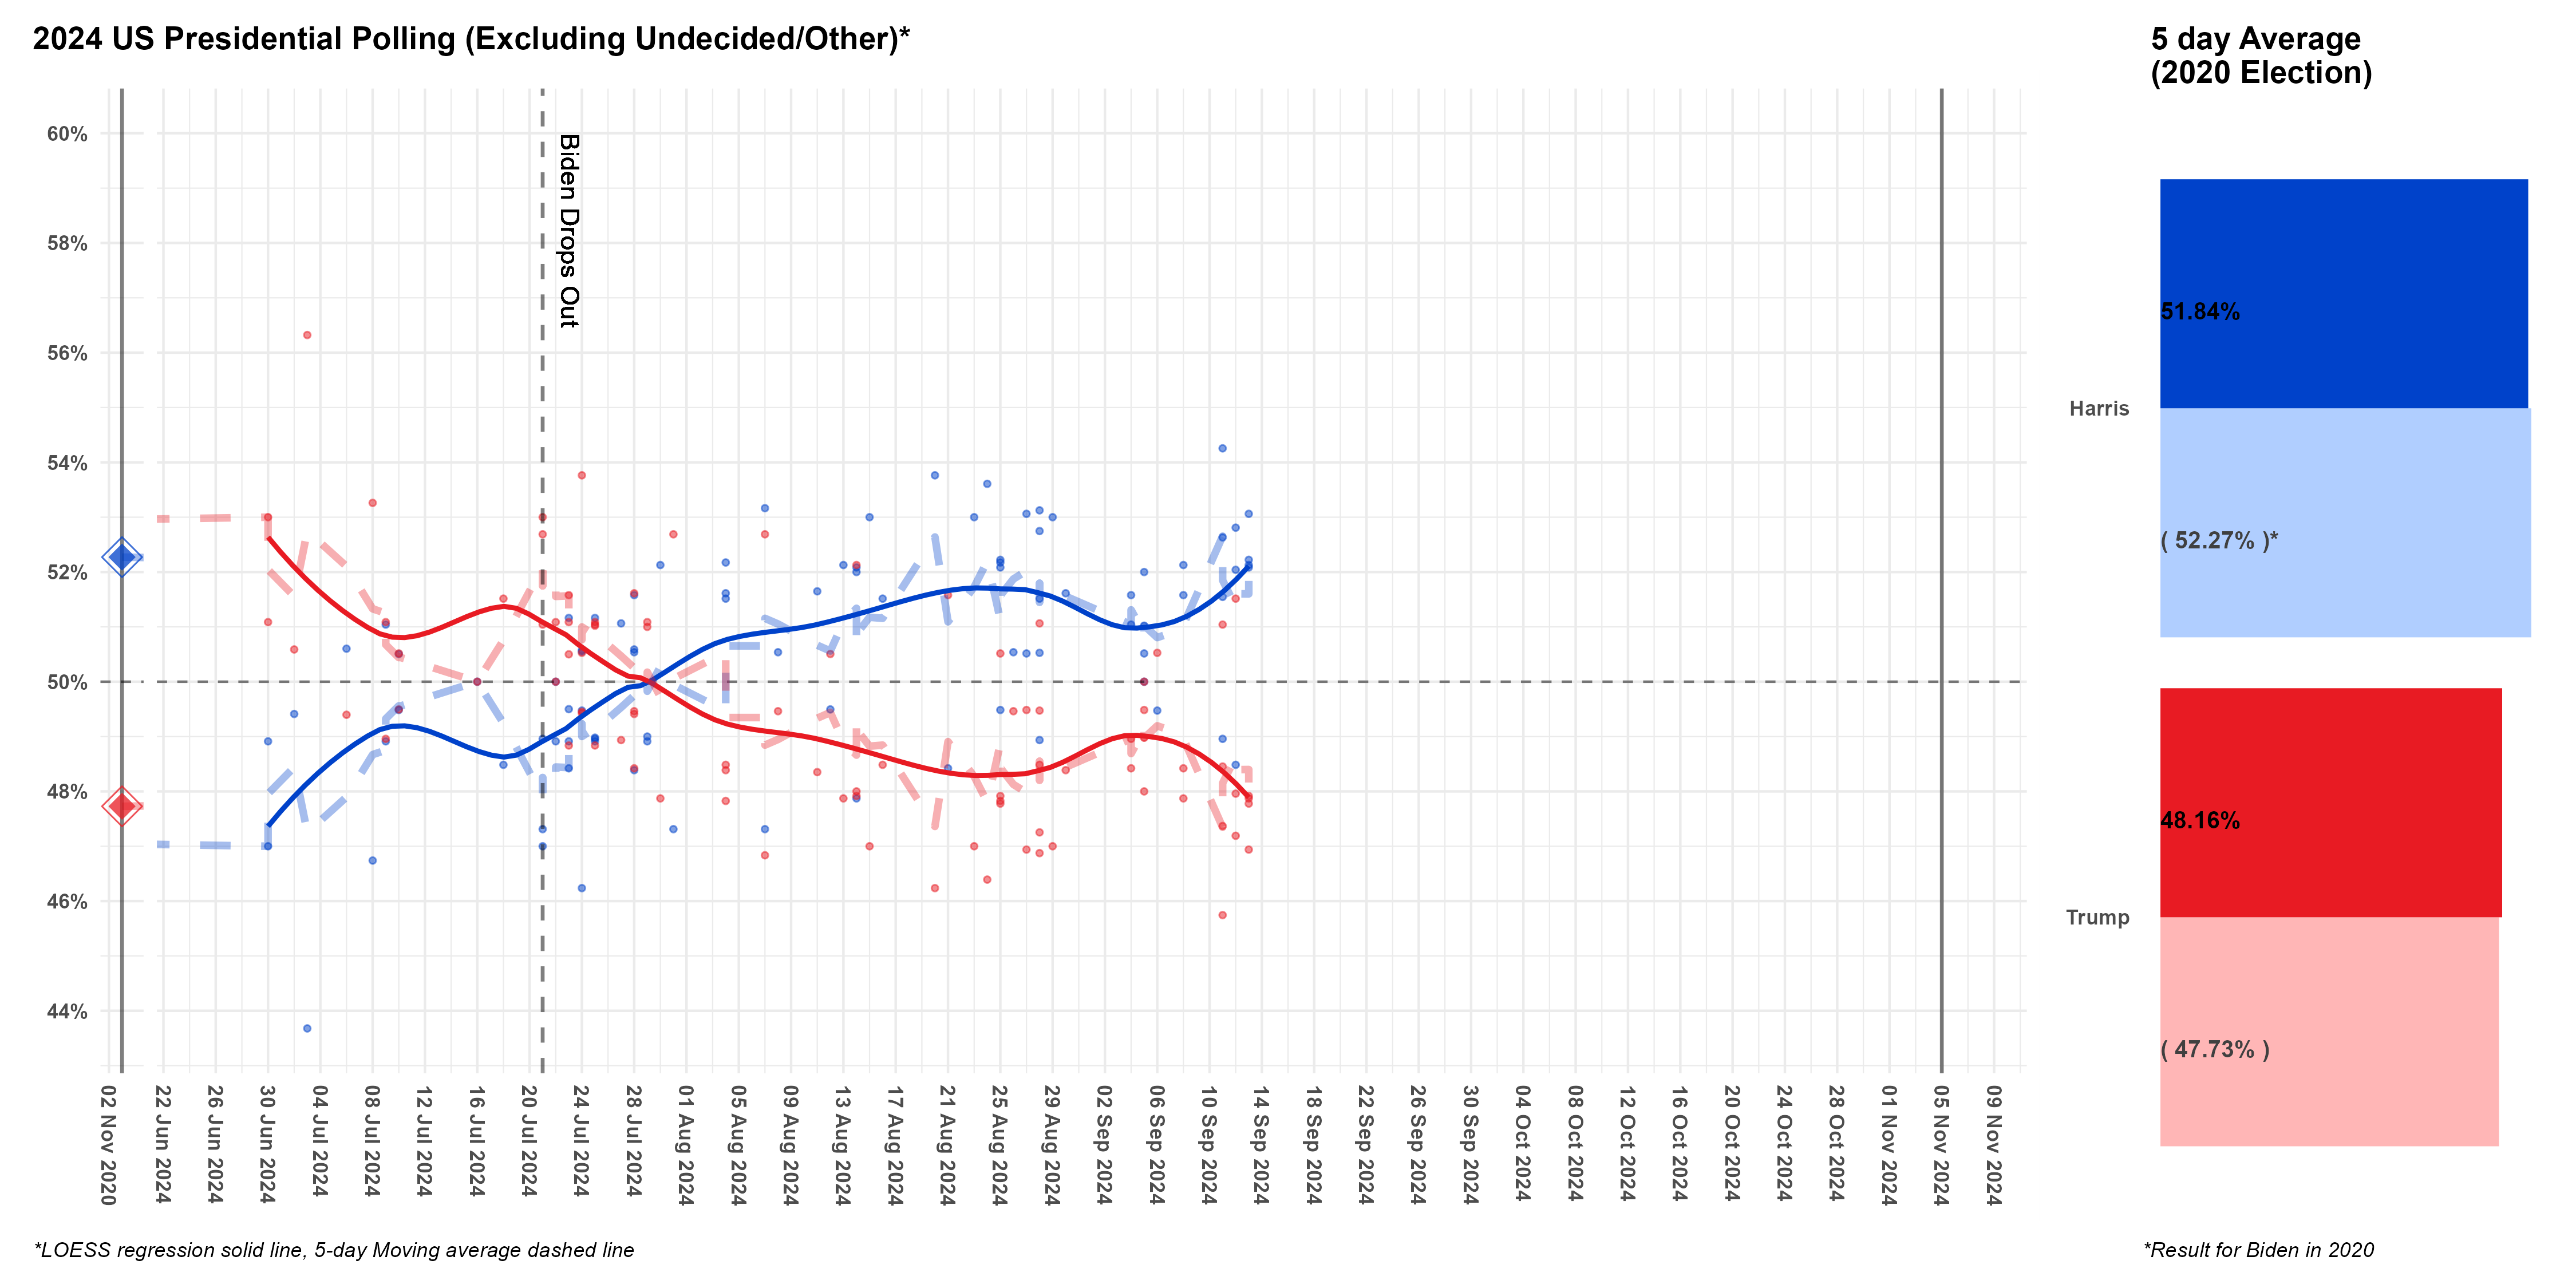 2024 US Presidential Polling (Excluding Undecided/Other)*
5 day Average
(2020 Election)
60%
58%
56%
54%
52%
50%
48%
46%
44%
Biden Drops Out
02 Nov 2020
22 Jun 2024
26 Jun 2024
30 Jun 2024
04 Jul 2024
08 Jul 2024
12 Jul 2024
16 Jul 2024
20 Jul 2024
24 Jul 2024
28 Jul 2024
01 Aug 2024
05 Aug 2024
09 Aug 2024
13 Aug 2024
17 Aug 2024
21 Aug 2024
25 Aug 2024
29 Aug 2024
02 Sep 2024
06 Sep 2024
10 Sep 2024
14 Sep 2024
18 Sep 2024
22 Sep 2024
26 Sep 2024
30 Sep 2024
04 Oct 2024
08 Oct 2024
12 Oct 2024
16 Oct 2024
20 Oct 2024
24 Oct 2024
28 Oct 2024
01 Nov 2024
05 Nov 2024
09 Nov 2024
Harris
51.84%
( 52.27% )*
Trump
48.16%
( 47.73% )
*LOESS regression solid line, 5-day Moving average dashed line
*Result for Biden in 2020